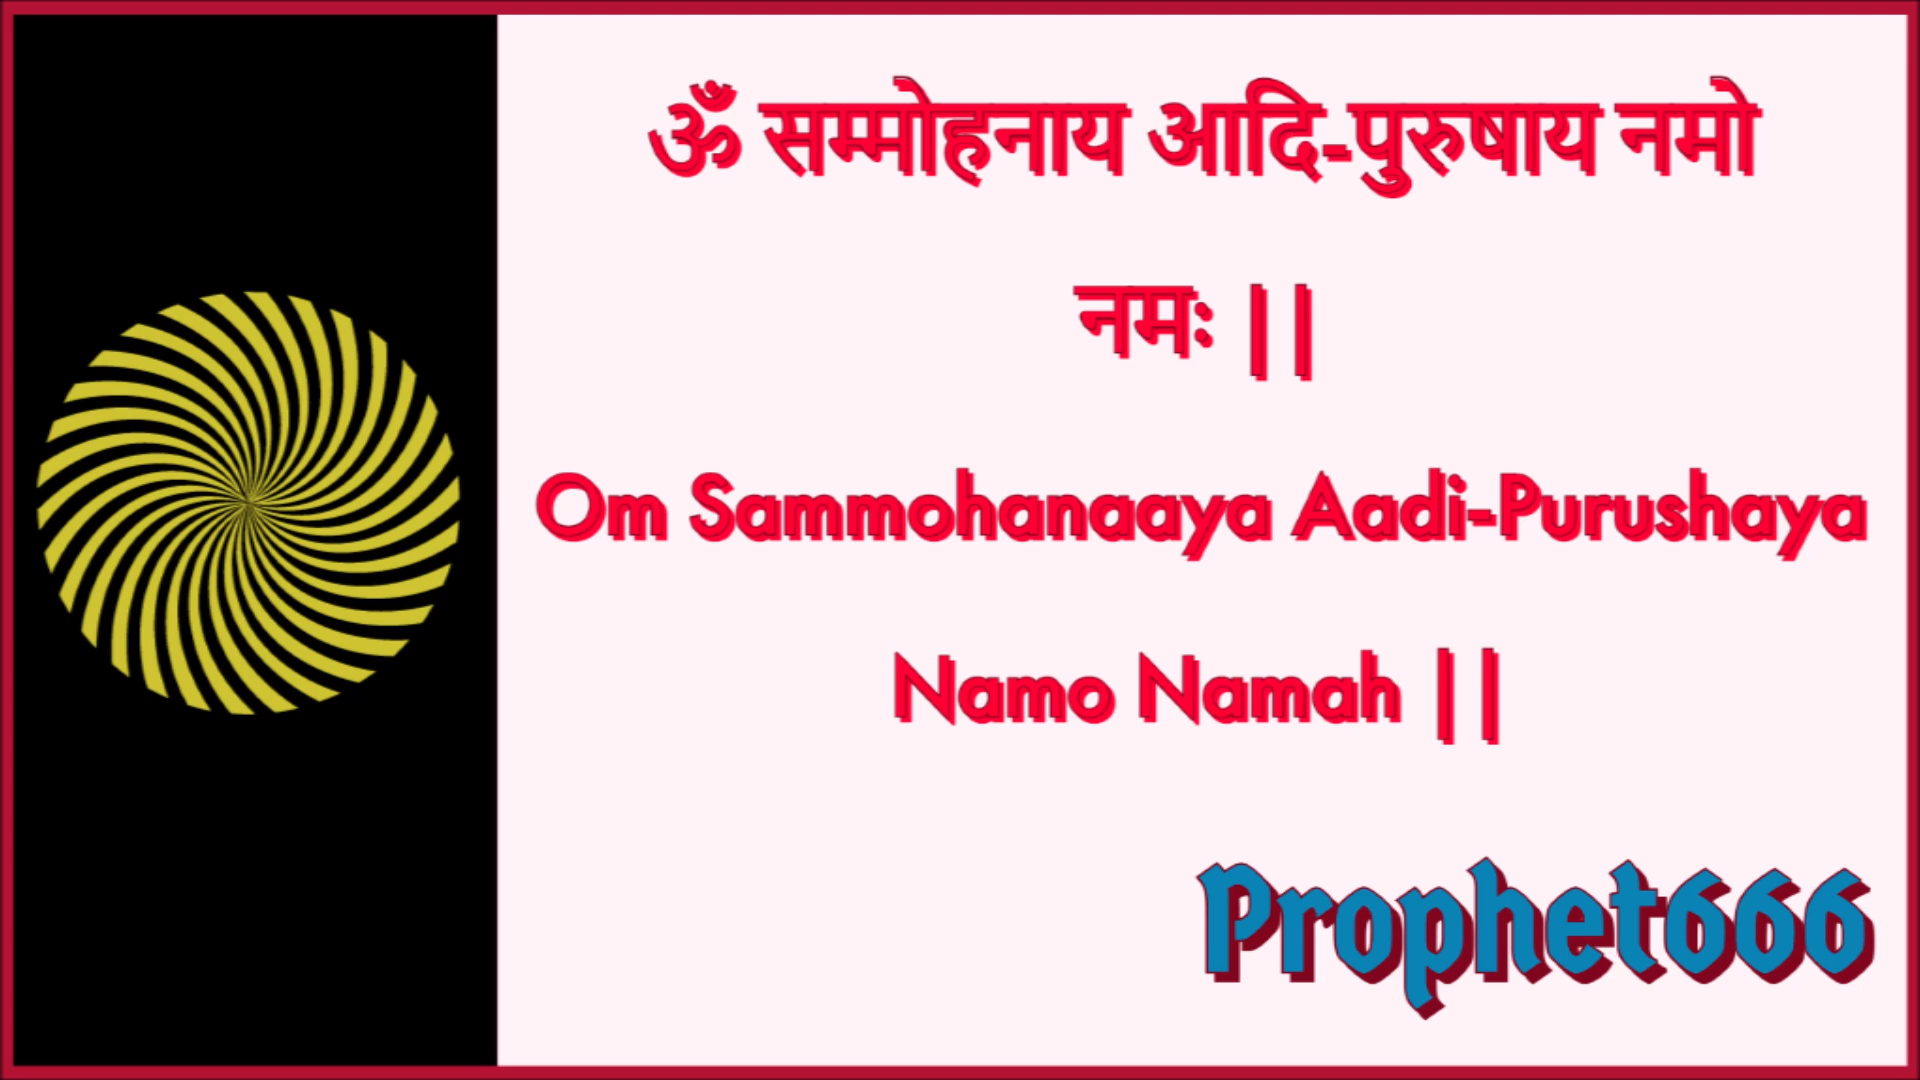 ॐ सम्मोहनाय आदि-पुरुषाय नमो
नमः ||
Om Sammohanaaya Aadi-Purushaya
Namo Namah ||
Prophet666